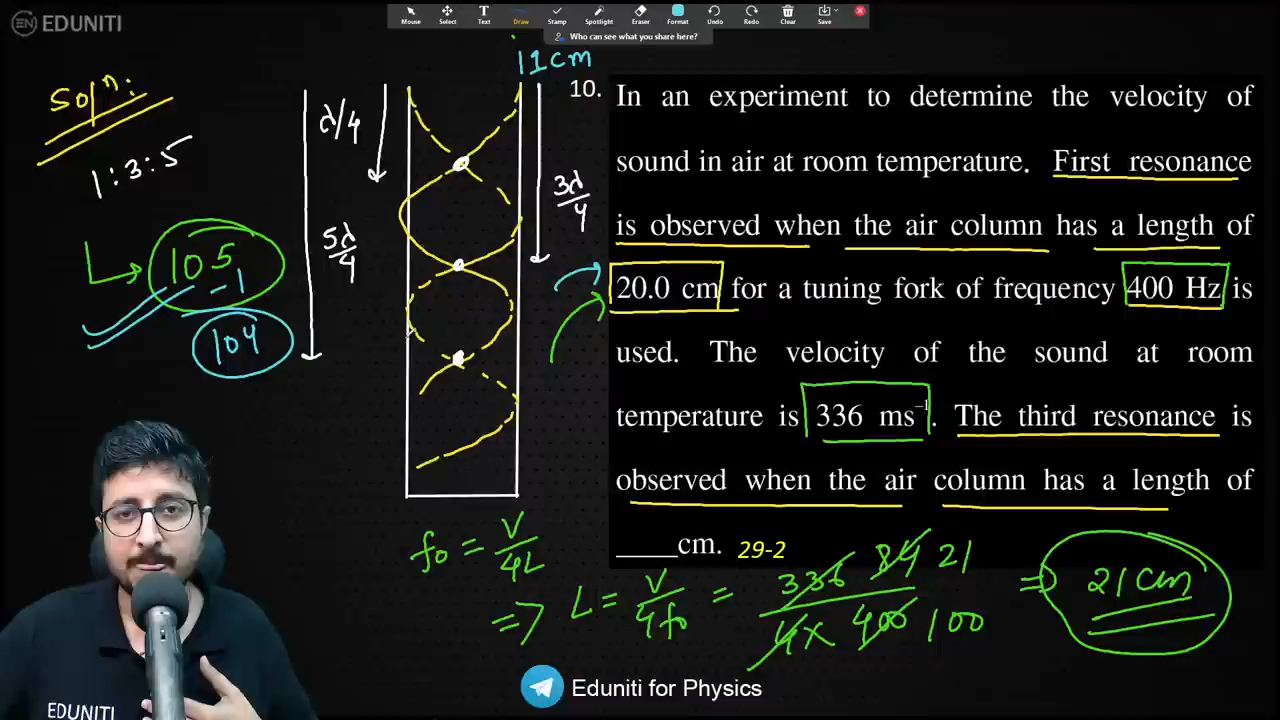 EDUNITI
Mouse Select Text Draw Stamp Spotlight Eraser Format Undo Redo Clear Save
Who can see what you share here?
Soln:
1:3:5
105
-1
104
λ/4
5λ/4
3λ/4
11cm
10. In an experiment to determine the velocity of
sound in air at room temperature. First resonance
is observed when the air column has a length of
20.0 cm for a tuning fork of frequency 400 Hz is
used. The velocity of the sound at room
temperature is 336 ms⁻¹. The third resonance is
observed when the air column has a length of
_____cm. 29-2
f₀ = V/4L
⇒ L = V/4f₀ = 336 84 21 / 4x 400 100 ⇒ 21cm
EDUNITI
Eduniti for Physics